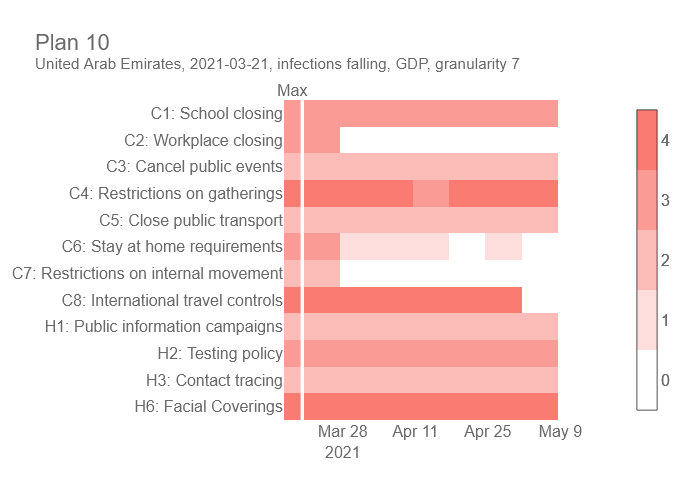 Plan 10
United Arab Emirates, 2021-03-21, infections falling, GDP, granularity 7
Max
C1: School closing
C2: Workplace closing
C3: Cancel public events
C4: Restrictions on gatherings
C5: Close public transport
C6: Stay at home requirements
C7: Restrictions on internal movement
C8: International travel controls
H1: Public information campaigns
H2: Testing policy
H3: Contact tracing
H6: Facial Coverings
Mar 28 Apr 11 Apr 25 May 9
2021
4
3
2
1
0